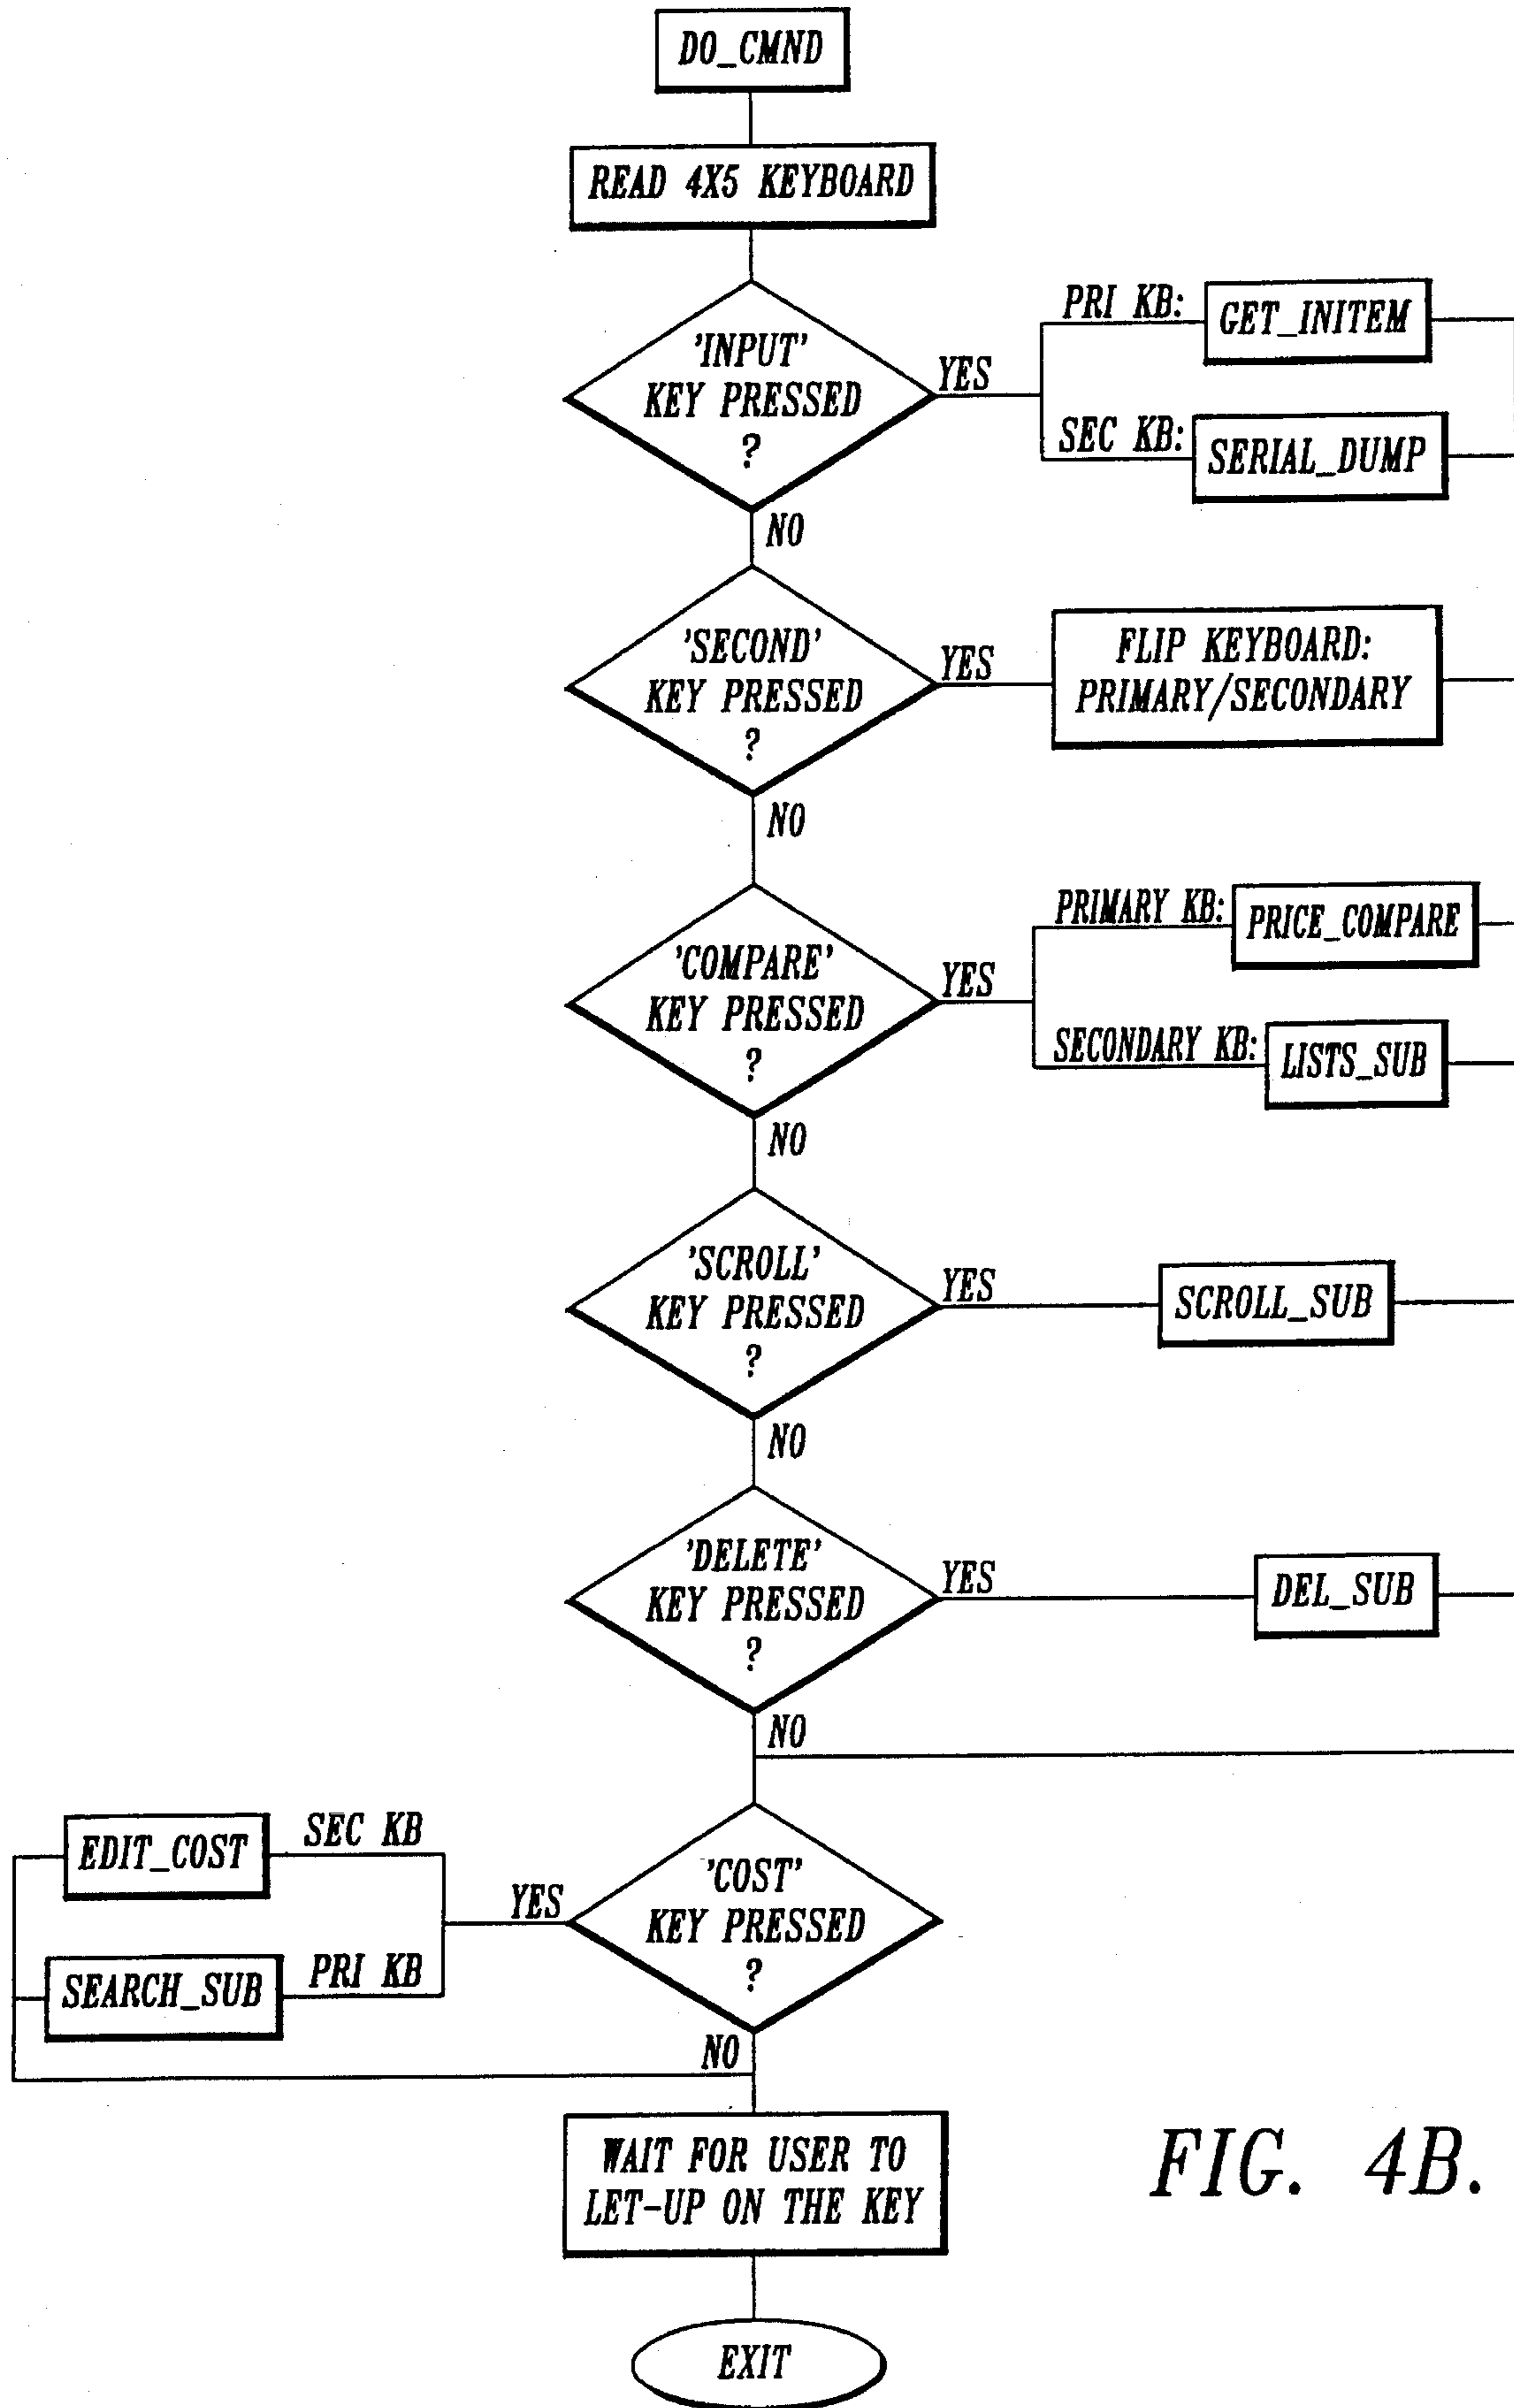 DO_CMND
READ 4X5 KEYBOARD
'INPUT'
KEY PRESSED
?
YES
PRI KB:
GET_INITEM
SEC KB:
SERIAL_DUMP
NO
'SECOND'
KEY PRESSED
?
YES
FLIP KEYBOARD:
PRIMARY/SECONDARY
NO
'COMPARE'
KEY PRESSED
?
YES
PRIMARY KB:
PRICE_COMPARE
SECONDARY KB:
LISTS_SUB
NO
'SCROLL'
KEY PRESSED
?
YES
SCROLL_SUB
NO
'DELETE'
KEY PRESSED
?
YES
DEL_SUB
NO
'COST'
KEY PRESSED
?
YES
SEC KB
EDIT_COST
PRI KB
SEARCH_SUB
NO
WAIT FOR USER TO
LET-UP ON THE KEY
EXIT
FIG. 4B.